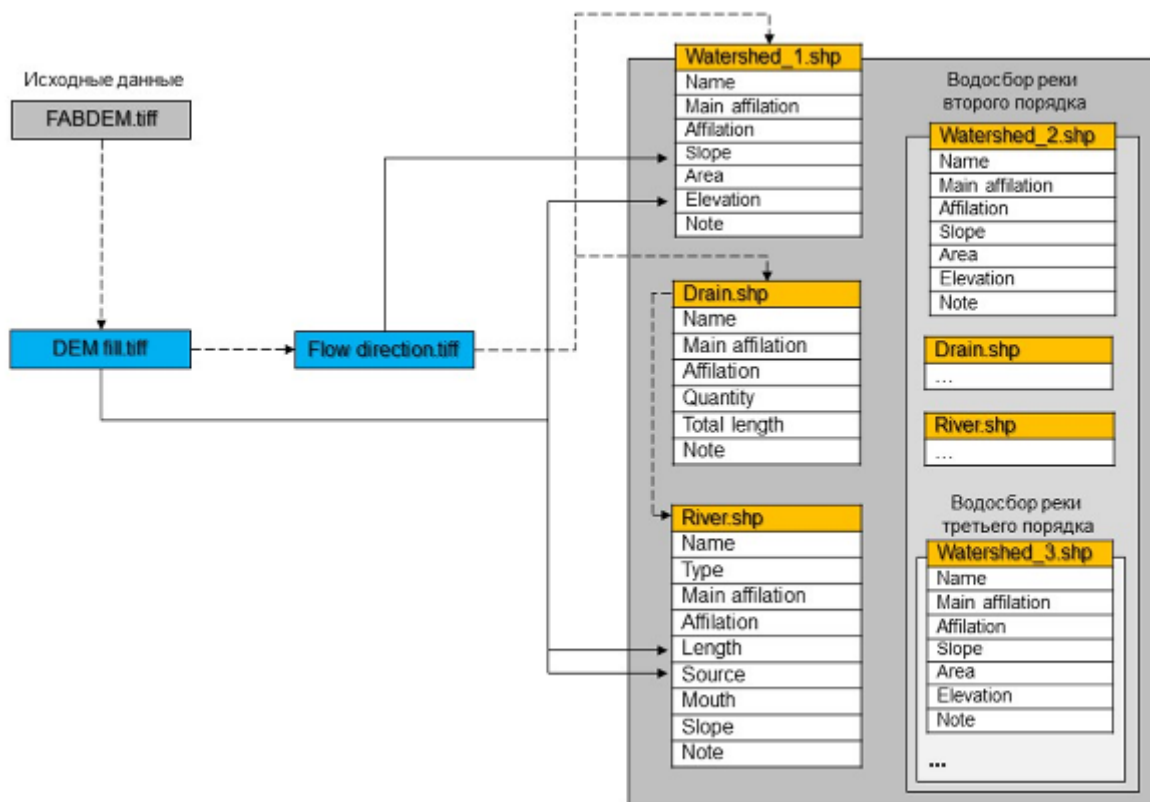 Исходные данные
FABDEM.tiff
DEM fill.tiff
Flow direction.tiff
Watershed_1.shp
Name
Main affilation
Affilation
Slope
Area
Elevation
Note
Drain.shp
Name
Main affilation
Affilation
Quantity
Total length
Note
River.shp
Name
Type
Main affilation
Affilation
Length
Source
Mouth
Slope
Note
Водосбор реки
второго порядка
Watershed_2.shp
Name
Main affilation
Affilation
Slope
Area
Elevation
Note
Drain.shp
...
River.shp
...
Водосбор реки
третьего порядка
Watershed_3.shp
Name
Main affilation
Affilation
Slope
Area
Elevation
Note
...